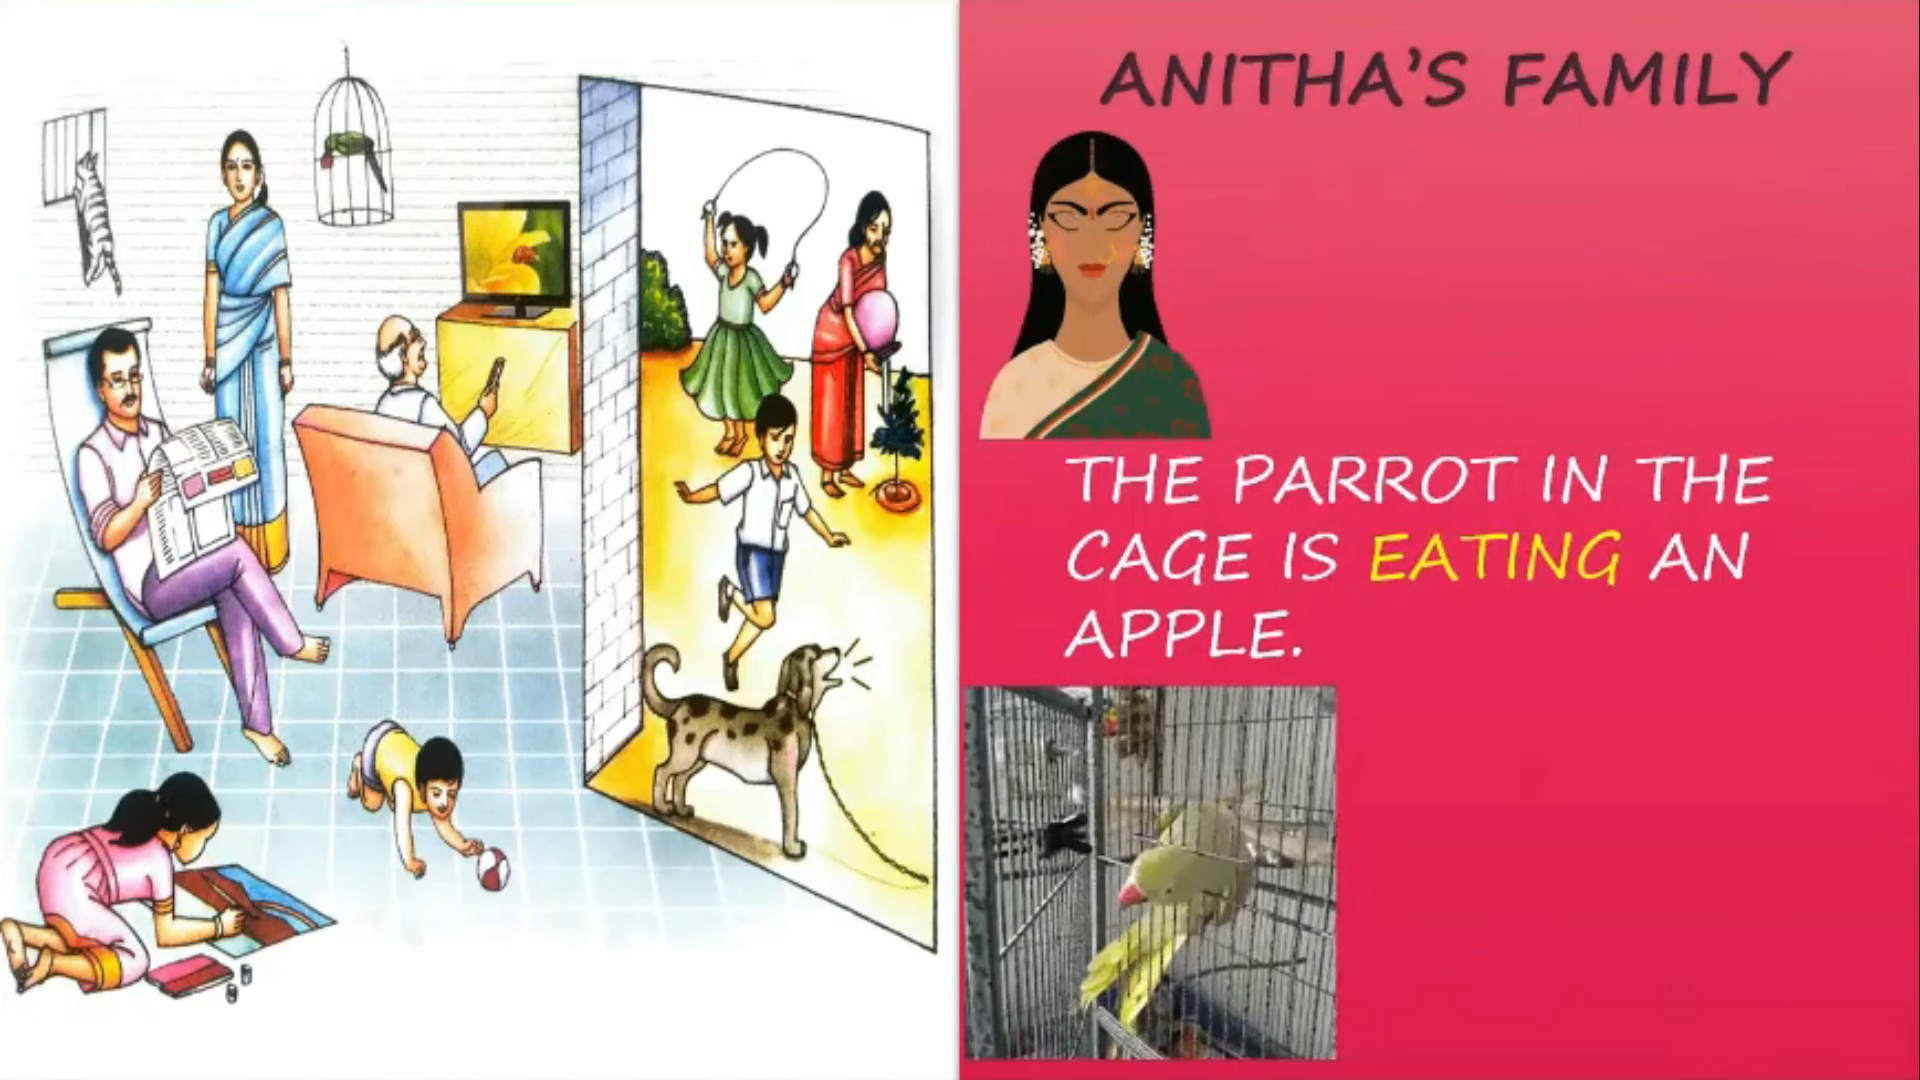 ANITHA'S FAMILY
THE PARROT IN THE
CAGE IS EATING AN
APPLE.